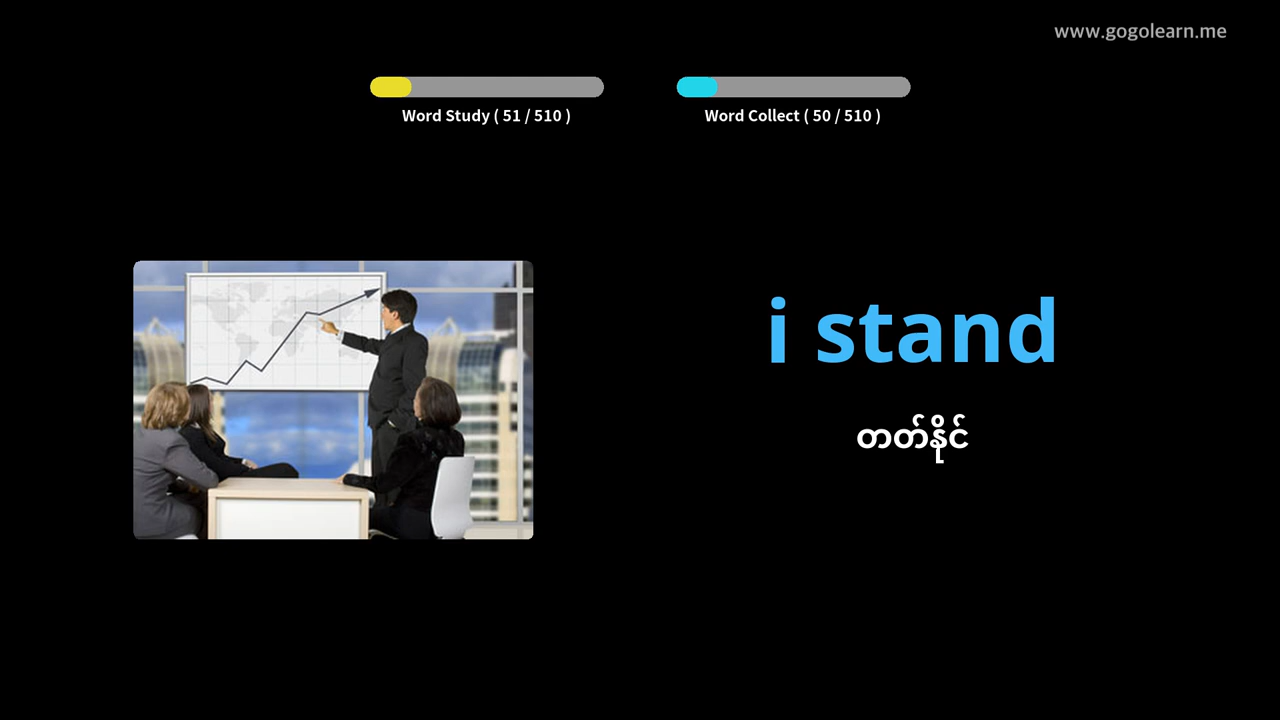 www.gogolearn.me
Word Study ( 51 / 510 )
Word Collect ( 50 / 510 )
i stand
တတ်နိုင်